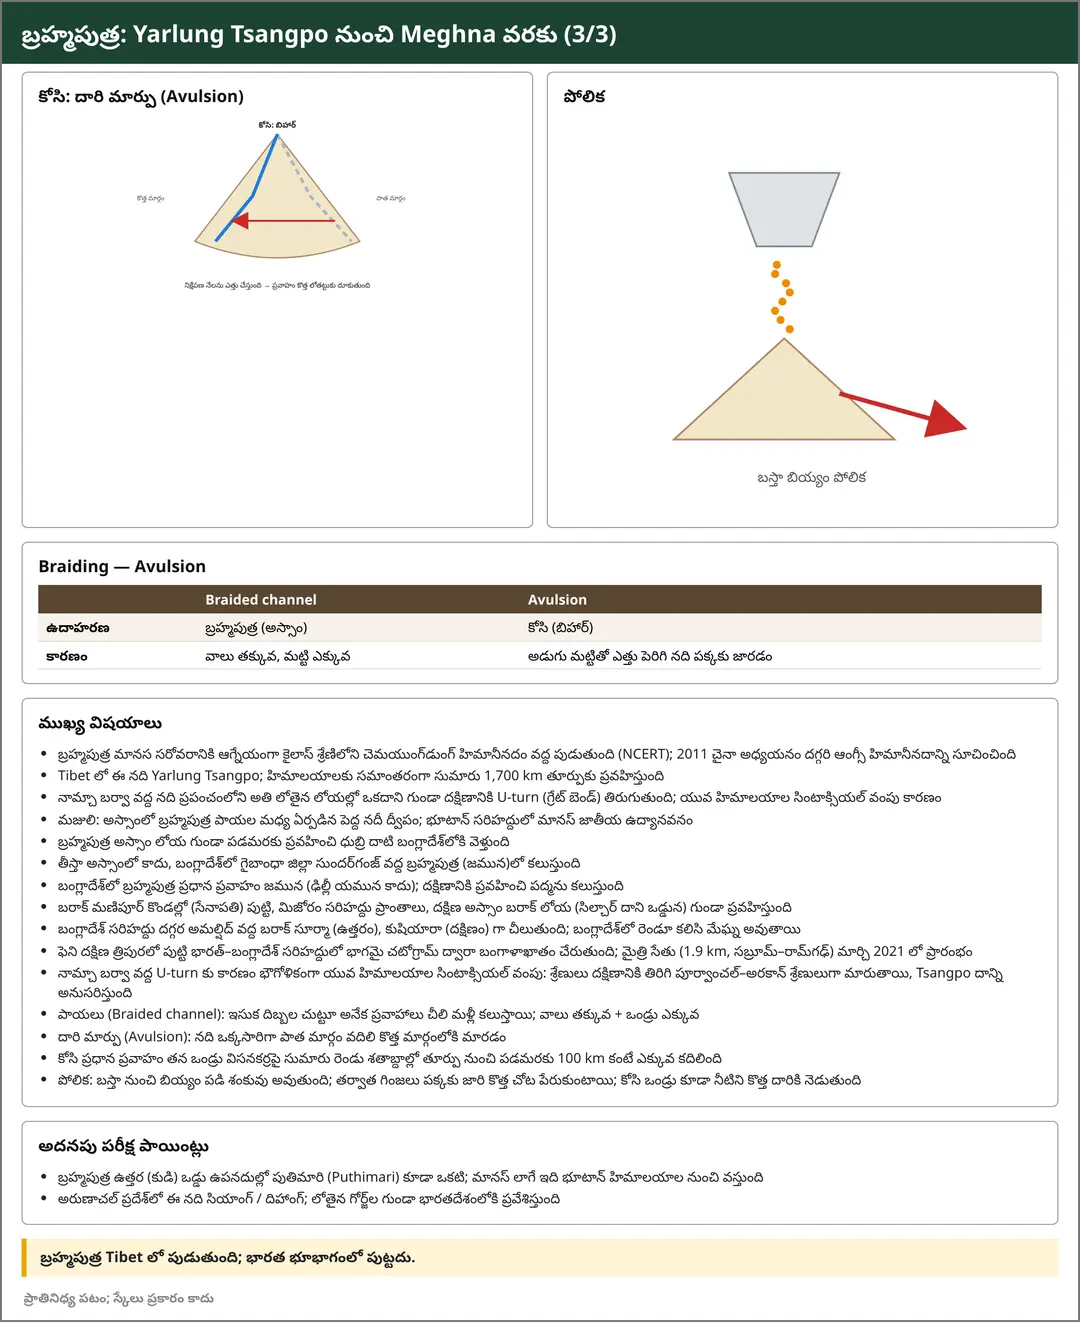 బ్రహ్మపుత్ర: Yarlung Tsangpo నుంచి Meghna వరకు (3/3)
కోసి: దారి మార్పు (Avulsion)
కోసి: బిహార్
కొత్త మార్గం
పాత మార్గం
నిక్షేపణ నేలను ఎత్తు చేస్తుంది → ప్రవాహం కొత్త లోతట్టుకు దూకుతుంది
పోలిక
బస్తా బియ్యం పోలిక
Braiding — Avulsion
Braided channel Avulsion
ఉదాహరణ బ్రహ్మపుత్ర (అస్సాం) కోసి (బిహార్)
కారణం వాలు తక్కువ, మట్టి ఎక్కువ అడుగు మట్టితో ఎత్తు పెరిగి నది పక్కకు జారడం
ముఖ్య విషయాలు
• బ్రహ్మపుత్ర మానస సరోవరానికి ఆగ్నేయంగా కైలాస్ శ్రేణిలోని చెమయుంగ్‌డుంగ్ హిమానీనదం వద్ద పుడుతుంది (NCERT); 2011 చైనా అధ్యయనం దగ్గరి ఆంగ్సీ హిమానీనదాన్ని సూచించింది
• Tibet లో ఈ నది Yarlung Tsangpo; హిమాలయాలకు సమాంతరంగా సుమారు 1,700 km తూర్పుకు ప్రవహిస్తుంది
• నామ్చా బర్వా వద్ద నది ప్రపంచంలోని అతి లోతైన లోయల్లో ఒకదాని గుండా దక్షిణానికి U-turn (గ్రేట్ బెండ్) తిరుగుతుంది; యువ హిమాలయాల సింటాక్సియల్ వంపు కారణం
• మజులి: అస్సాంలో బ్రహ్మపుత్ర పాయల మధ్య ఏర్పడిన పెద్ద నదీ ద్వీపం; భూటాన్ సరిహద్దులో మానస్ జాతీయ ఉద్యానవనం
• బ్రహ్మపుత్ర అస్సాం లోయ గుండా పడమరకు ప్రవహించి ధుబ్రి దాటి బంగ్లాదేశ్‌లోకి వెళ్తుంది
• తీస్తా అస్సాంలో కాదు, బంగ్లాదేశ్‌లో గైబాంధా జిల్లా సుందర్‌గంజ్ వద్ద బ్రహ్మపుత్ర (జమున)లో కలుస్తుంది
• బంగ్లాదేశ్‌లో బ్రహ్మపుత్ర ప్రధాన ప్రవాహం జమున (ఢిల్లీ యమున కాదు); దక్షిణానికి ప్రవహించి పద్మను కలుస్తుంది
• బరాక్ మణిపూర్ కొండల్లో (సేనాపతి) పుట్టి, మిజోరం సరిహద్దు ప్రాంతాలు, దక్షిణ అస్సాం బరాక్ లోయ (సిల్చార్ దాని ఒడ్డున) గుండా ప్రవహిస్తుంది
• బంగ్లాదేశ్ సరిహద్దు దగ్గర అమల్షిద్ వద్ద బరాక్ సూర్మా (ఉత్తరం), కుషియారా (దక్షిణం) గా చీలుతుంది; బంగ్లాదేశ్‌లో రెండూ కలిసి మేఘ్న అవుతాయి
• ఫెని దక్షిణ త్రిపురలో పుట్టి భారత్–బంగ్లాదేశ్ సరిహద్దులో భాగమై చటోగ్రామ్ ద్వారా బంగాళాఖాతం చేరుతుంది; మైత్రి సేతు (1.9 km, సబ్రూమ్–రామ్‌గఢ్) మార్చి 2021 లో ప్రారంభం
• నామ్చా బర్వా వద్ద U-turn కు కారణం భౌగోళికంగా యువ హిమాలయాల సింటాక్సియల్ వంపు: శ్రేణులు దక్షిణానికి తిరిగి పూర్వాంచల్–అరకాన్ శ్రేణులుగా మారుతాయి, Tsangpo దాన్ని
అనుసరిస్తుంది
• పాయలు (Braided channel): ఇసుక దిబ్బల చుట్టూ అనేక ప్రవాహాలు చీలి మళ్లీ కలుస్తాయి; వాలు తక్కువ + ఒండ్రు ఎక్కువ
• దారి మార్పు (Avulsion): నది ఒక్కసారిగా పాత మార్గం వదిలి కొత్త మార్గంలోకి మారడం
• కోసి ప్రధాన ప్రవాహం తన ఒండ్రు విసనకర్రపై సుమారు రెండు శతాబ్దాల్లో తూర్పు నుంచి పడమరకు 100 km కంటే ఎక్కువ కదిలింది
• పోలిక: బస్తా నుంచి బియ్యం పడి శంకువు అవుతుంది; తర్వాత గింజలు పక్కకు జారి కొత్త చోట పేరుకుంటాయి; కోసి ఒండ్రు కూడా నీటిని కొత్త దారికి నెడుతుంది
అదనపు పరీక్ష పాయింట్లు
• బ్రహ్మపుత్ర ఉత్తర (కుడి) ఒడ్డు ఉపనదుల్లో పుతిమారి (Puthimari) కూడా ఒకటి; మానస్ లాగే ఇది భూటాన్ హిమాలయాల నుంచి వస్తుంది
• అరుణాచల్ ప్రదేశ్‌లో ఈ నది సియాంగ్ / దిహాంగ్; లోతైన గోర్జ్‌ల గుండా భారతదేశంలోకి ప్రవేశిస్తుంది
బ్రహ్మపుత్ర Tibet లో పుడుతుంది; భారత భూభాగంలో పుట్టదు.
ప్రాతినిధ్య పటం; స్కేలు ప్రకారం కాదు